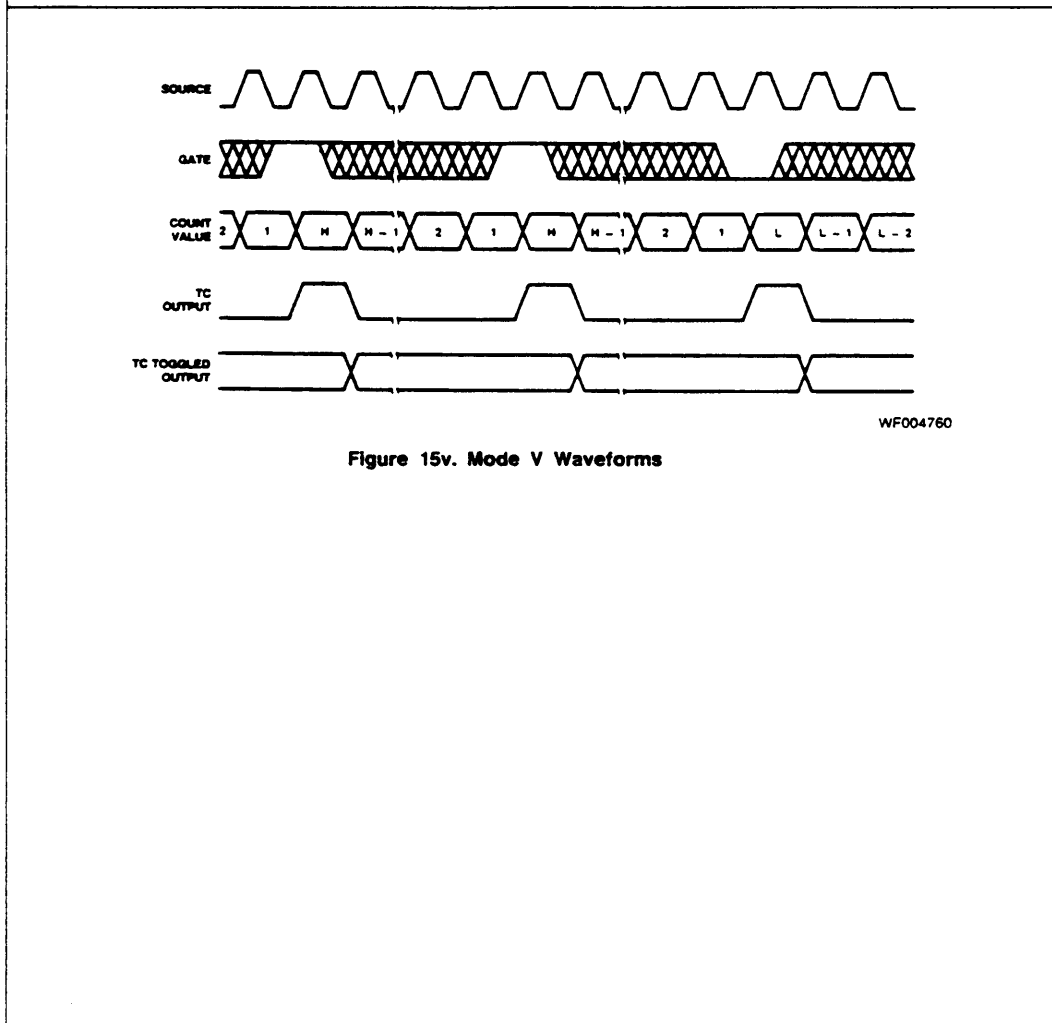 SOURCE
GATE
COUNT
VALUE
2 1 H H – 1 2 1 H H – 1 2 1 L L – 1 L – 2
TC
OUTPUT
TC TOGGLED
OUTPUT
WF004760
Figure 15v. Mode V Waveforms